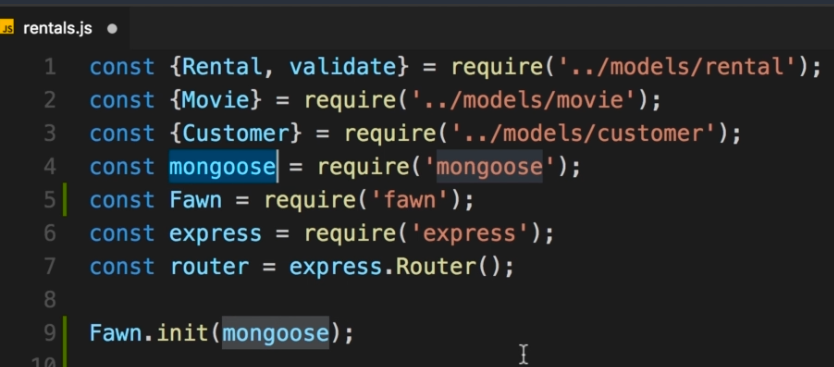 JS rentals.js
1 const {Rental, validate} = require('../models/rental');
2 const {Movie} = require('../models/movie');
3 const {Customer} = require('../models/customer');
4 const mongoose = require('mongoose');
5 const Fawn = require('fawn');
6 const express = require('express');
7 const router = express.Router();
8
9 Fawn.init(mongoose);
10